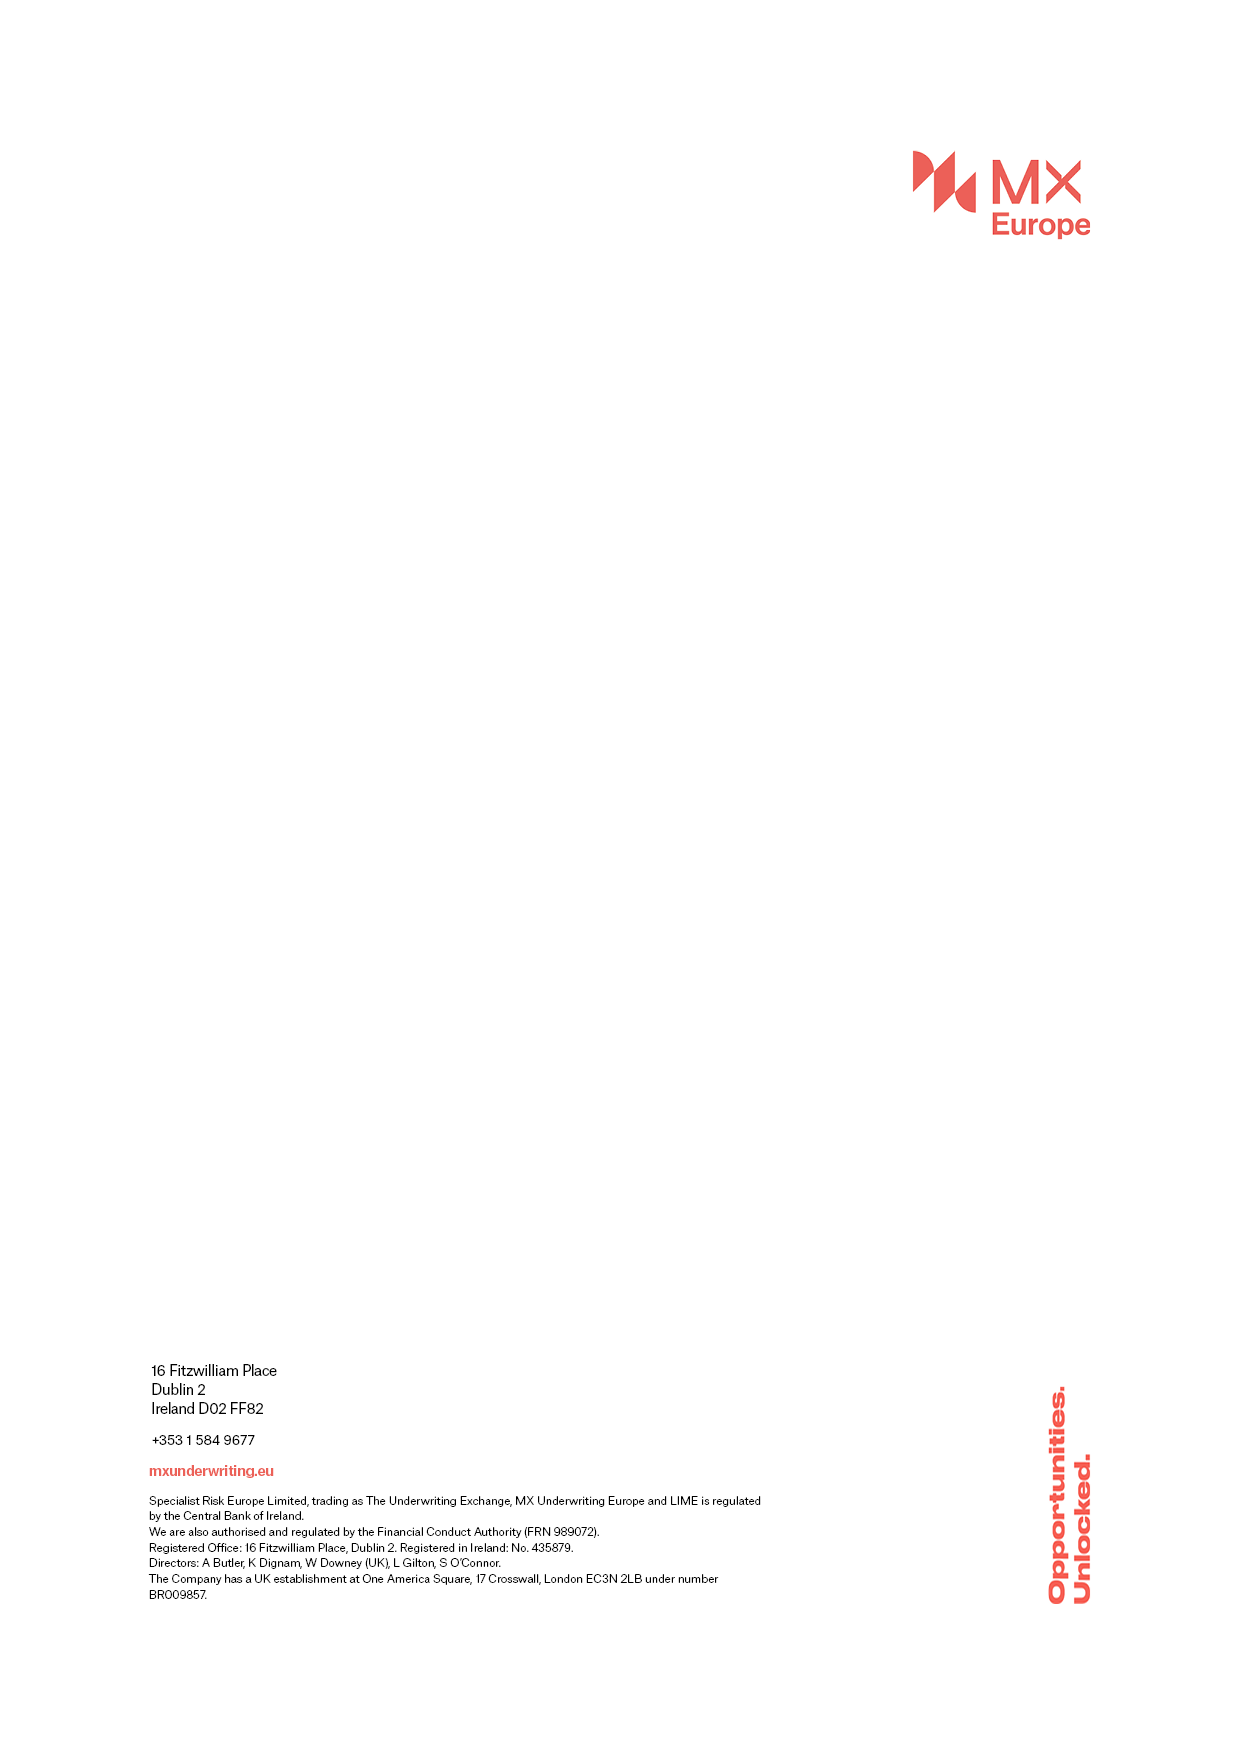 MX
Europe
16 Fitzwilliam Place
Dublin 2
Ireland D02 FF82
+353 1 584 9677
mxunderwriting.eu
Specialist Risk Europe Limited, trading as The Underwriting Exchange, MX Underwriting Europe and LIME is regulated
by the Central Bank of Ireland.
We are also authorised and regulated by the Financial Conduct Authority (FRN 989072).
Registered Office: 16 Fitzwilliam Place, Dublin 2. Registered in Ireland: No. 435879.
Directors: A Butler, K Dignam, W Downey (UK), L Gilton, S O'Connor.
The Company has a UK establishment at One America Square, 17 Crosswall, London EC3N 2LB under number
BR009857.
Opportunities.
Unlocked.